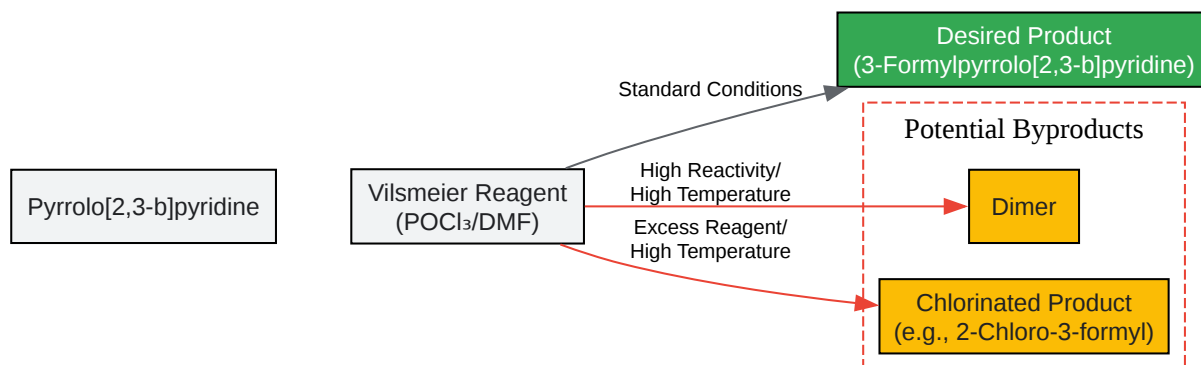 Desired Product
(3-Formylpyrrolo[2,3-b]pyridine)
Standard Conditions
Potential Byproducts
Pyrrolo[2,3-b]pyridine
Vilsmeier Reagent
(POCl₃/DMF)
High Reactivity/
High Temperature
Dimer
Excess Reagent/
High Temperature
Chlorinated Product
(e.g., 2-Chloro-3-formyl)